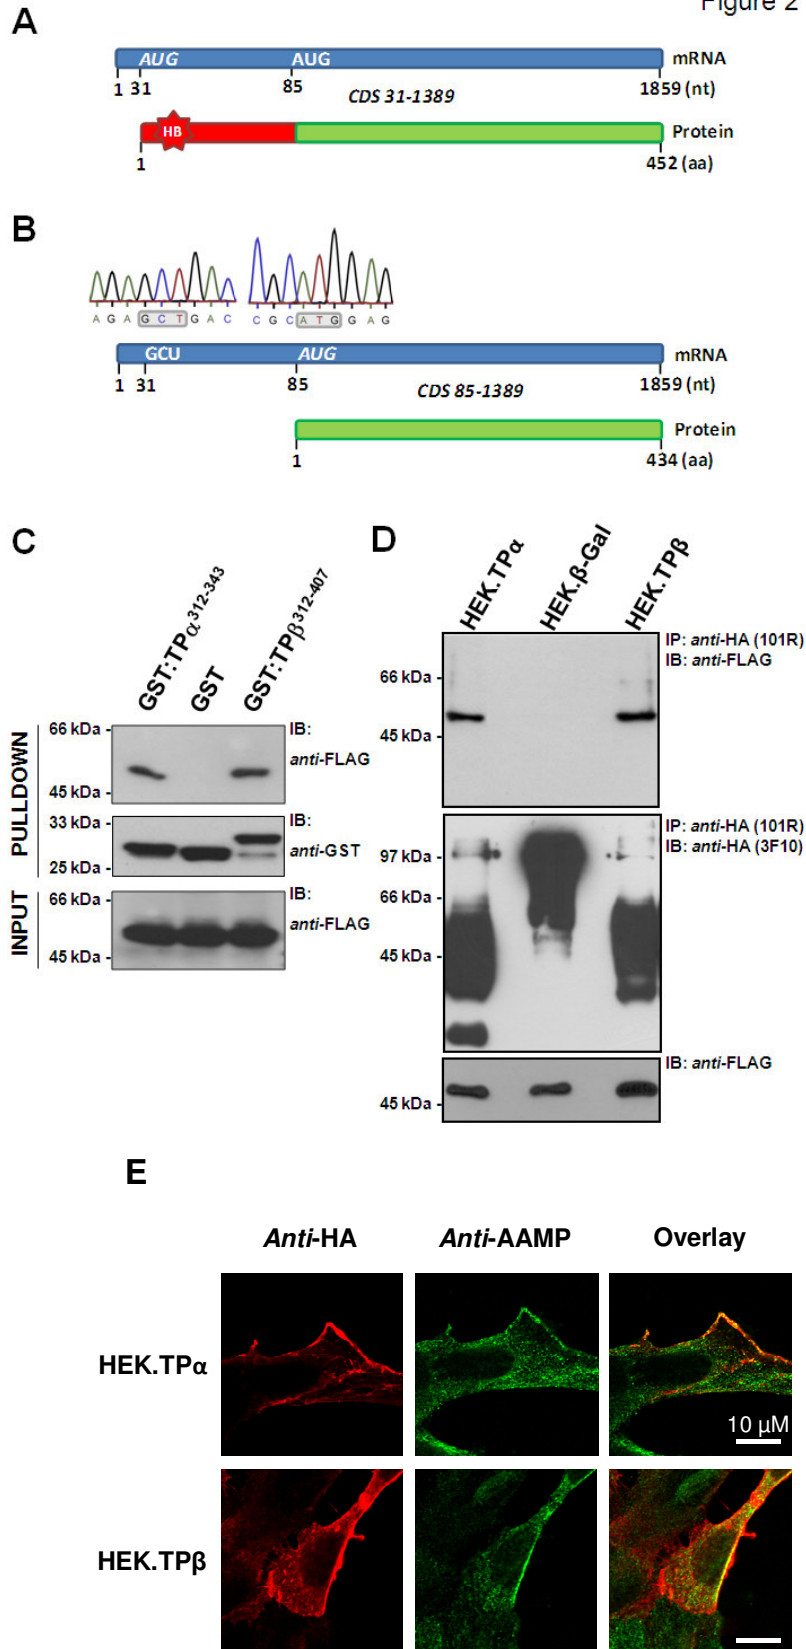 Figure 2
A
AUG AUG mRNA
1 31 85 1859 (nt)
CDS 31-1389
HB Protein
1 452 (aa)
B
A G A G C T G A C C G C A T G G A G
GCU AUG mRNA
1 31 85 1859 (nt)
CDS 85-1389
Protein
1 434 (aa)
C
GST:TPα312-343
GST
GST:TPβ312-407
PULLDOWN
66 kDa -
45 kDa -
IB:
anti-FLAG
33 kDa -
25 kDa -
IB:
anti-GST
INPUT
66 kDa -
45 kDa -
IB:
anti-FLAG
D
HEK.TPα
HEK.β-Gal
HEK.TPβ
IP: anti-HA (101R)
IB: anti-FLAG
66 kDa -
45 kDa -
IP: anti-HA (101R)
IB: anti-HA (3F10)
97 kDa -
66 kDa -
45 kDa -
IB: anti-FLAG
45 kDa -
E
Anti-HA Anti-AAMP Overlay
HEK.TPα
10 µM
HEK.TPβ